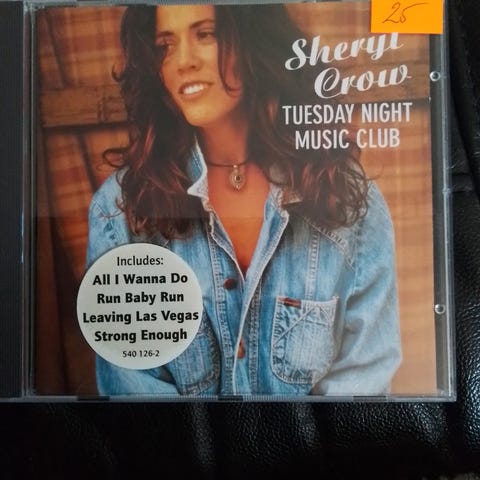 25
Sheryl
Crow
TUESDAY NIGHT
MUSIC CLUB
Includes:
All I Wanna Do
Run Baby Run
Leaving Las Vegas
Strong Enough
540 126-2